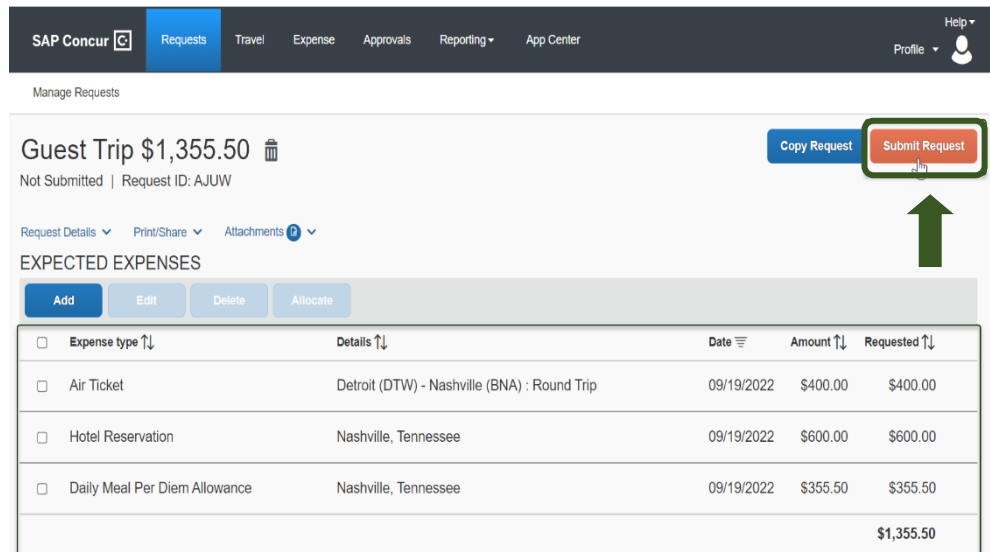 Help
SAP Concur C. Requests Travel Expense Approvals Reporting App Center Profile
Manage Requests
Guest Trip $1,355.50
Copy Request Submit Request
Not Submitted | Request ID: AJUW
Request Details Print/Share Attachments
EXPECTED EXPENSES
Add Edit Delete Allocate
Expense type Details Date Amount Requested
Air Ticket Detroit (DTW) - Nashville (BNA) : Round Trip 09/19/2022 $400.00 $400.00
Hotel Reservation Nashville, Tennessee 09/19/2022 $600.00 $600.00
Daily Meal Per Diem Allowance Nashville, Tennessee 09/19/2022 $355.50 $355.50
$1,355.50